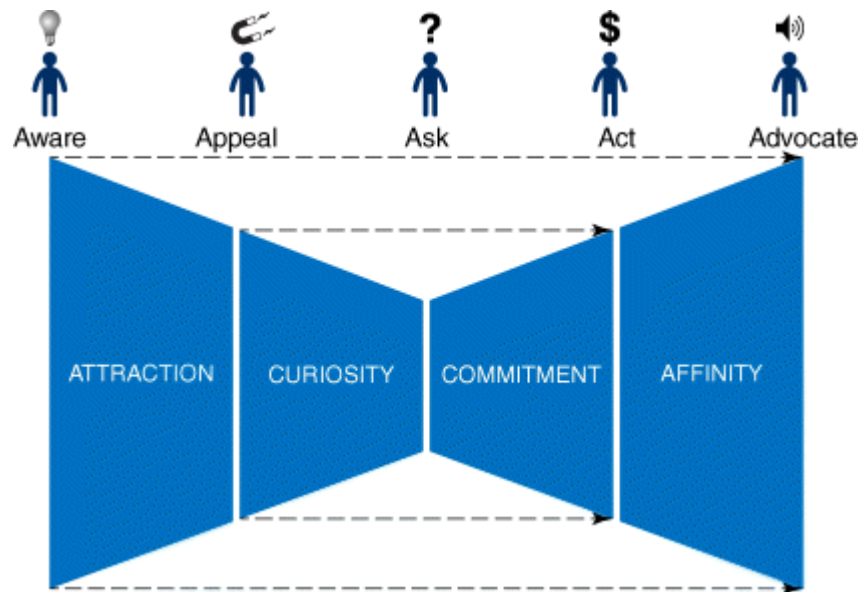 ? $
Aware Appeal Ask Act Advocate
ATTRACTION CURIOSITY COMMITMENT AFFINITY